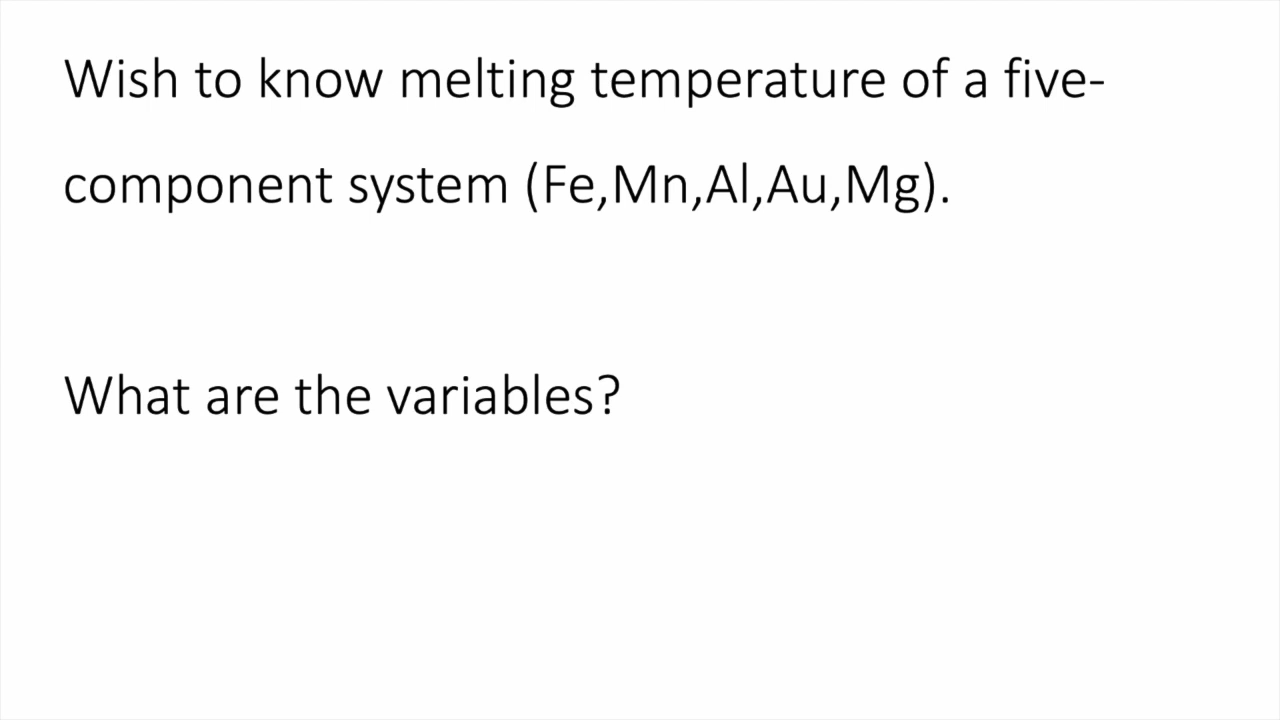 Wish to know melting temperature of a five-
component system (Fe,Mn,Al,Au,Mg).
What are the variables?